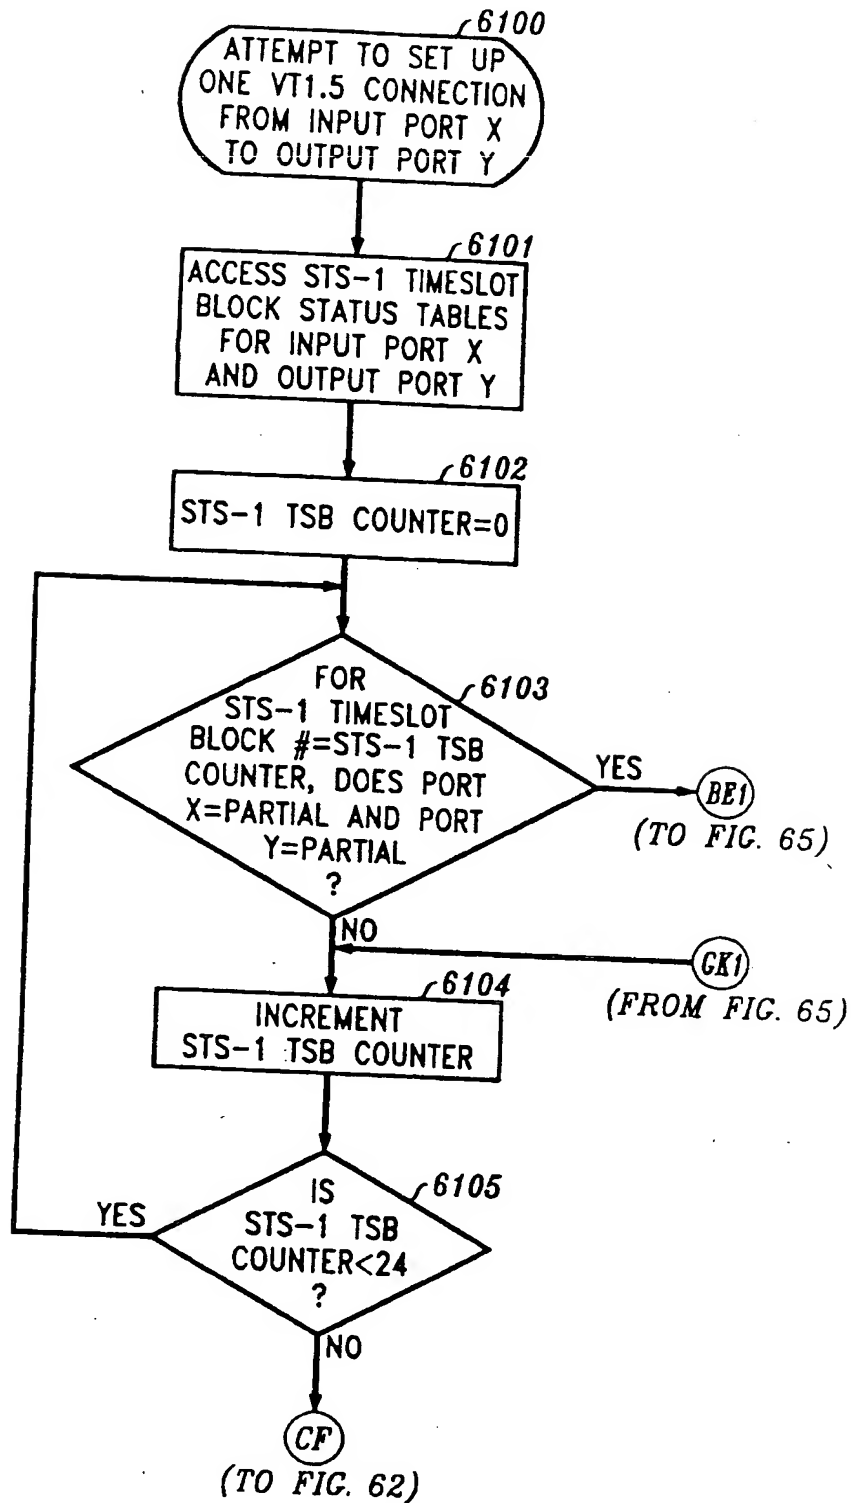 6100
ATTEMPT TO SET UP
ONE VT1.5 CONNECTION
FROM INPUT PORT X
TO OUTPUT PORT Y
6101
ACCESS STS-1 TIMESLOT
BLOCK STATUS TABLES
FOR INPUT PORT X
AND OUTPUT PORT Y
6102
STS-1 TSB COUNTER=0
6103
FOR
STS-1 TIMESLOT
BLOCK #=STS-1 TSB
COUNTER, DOES PORT
X=PARTIAL AND PORT
Y=PARTIAL
?
YES
BE1
(TO FIG. 65)
NO
GK1
(FROM FIG. 65)
6104
INCREMENT
STS-1 TSB COUNTER
6105
IS
STS-1 TSB
COUNTER<24
?
YES
NO
CF
(TO FIG. 62)